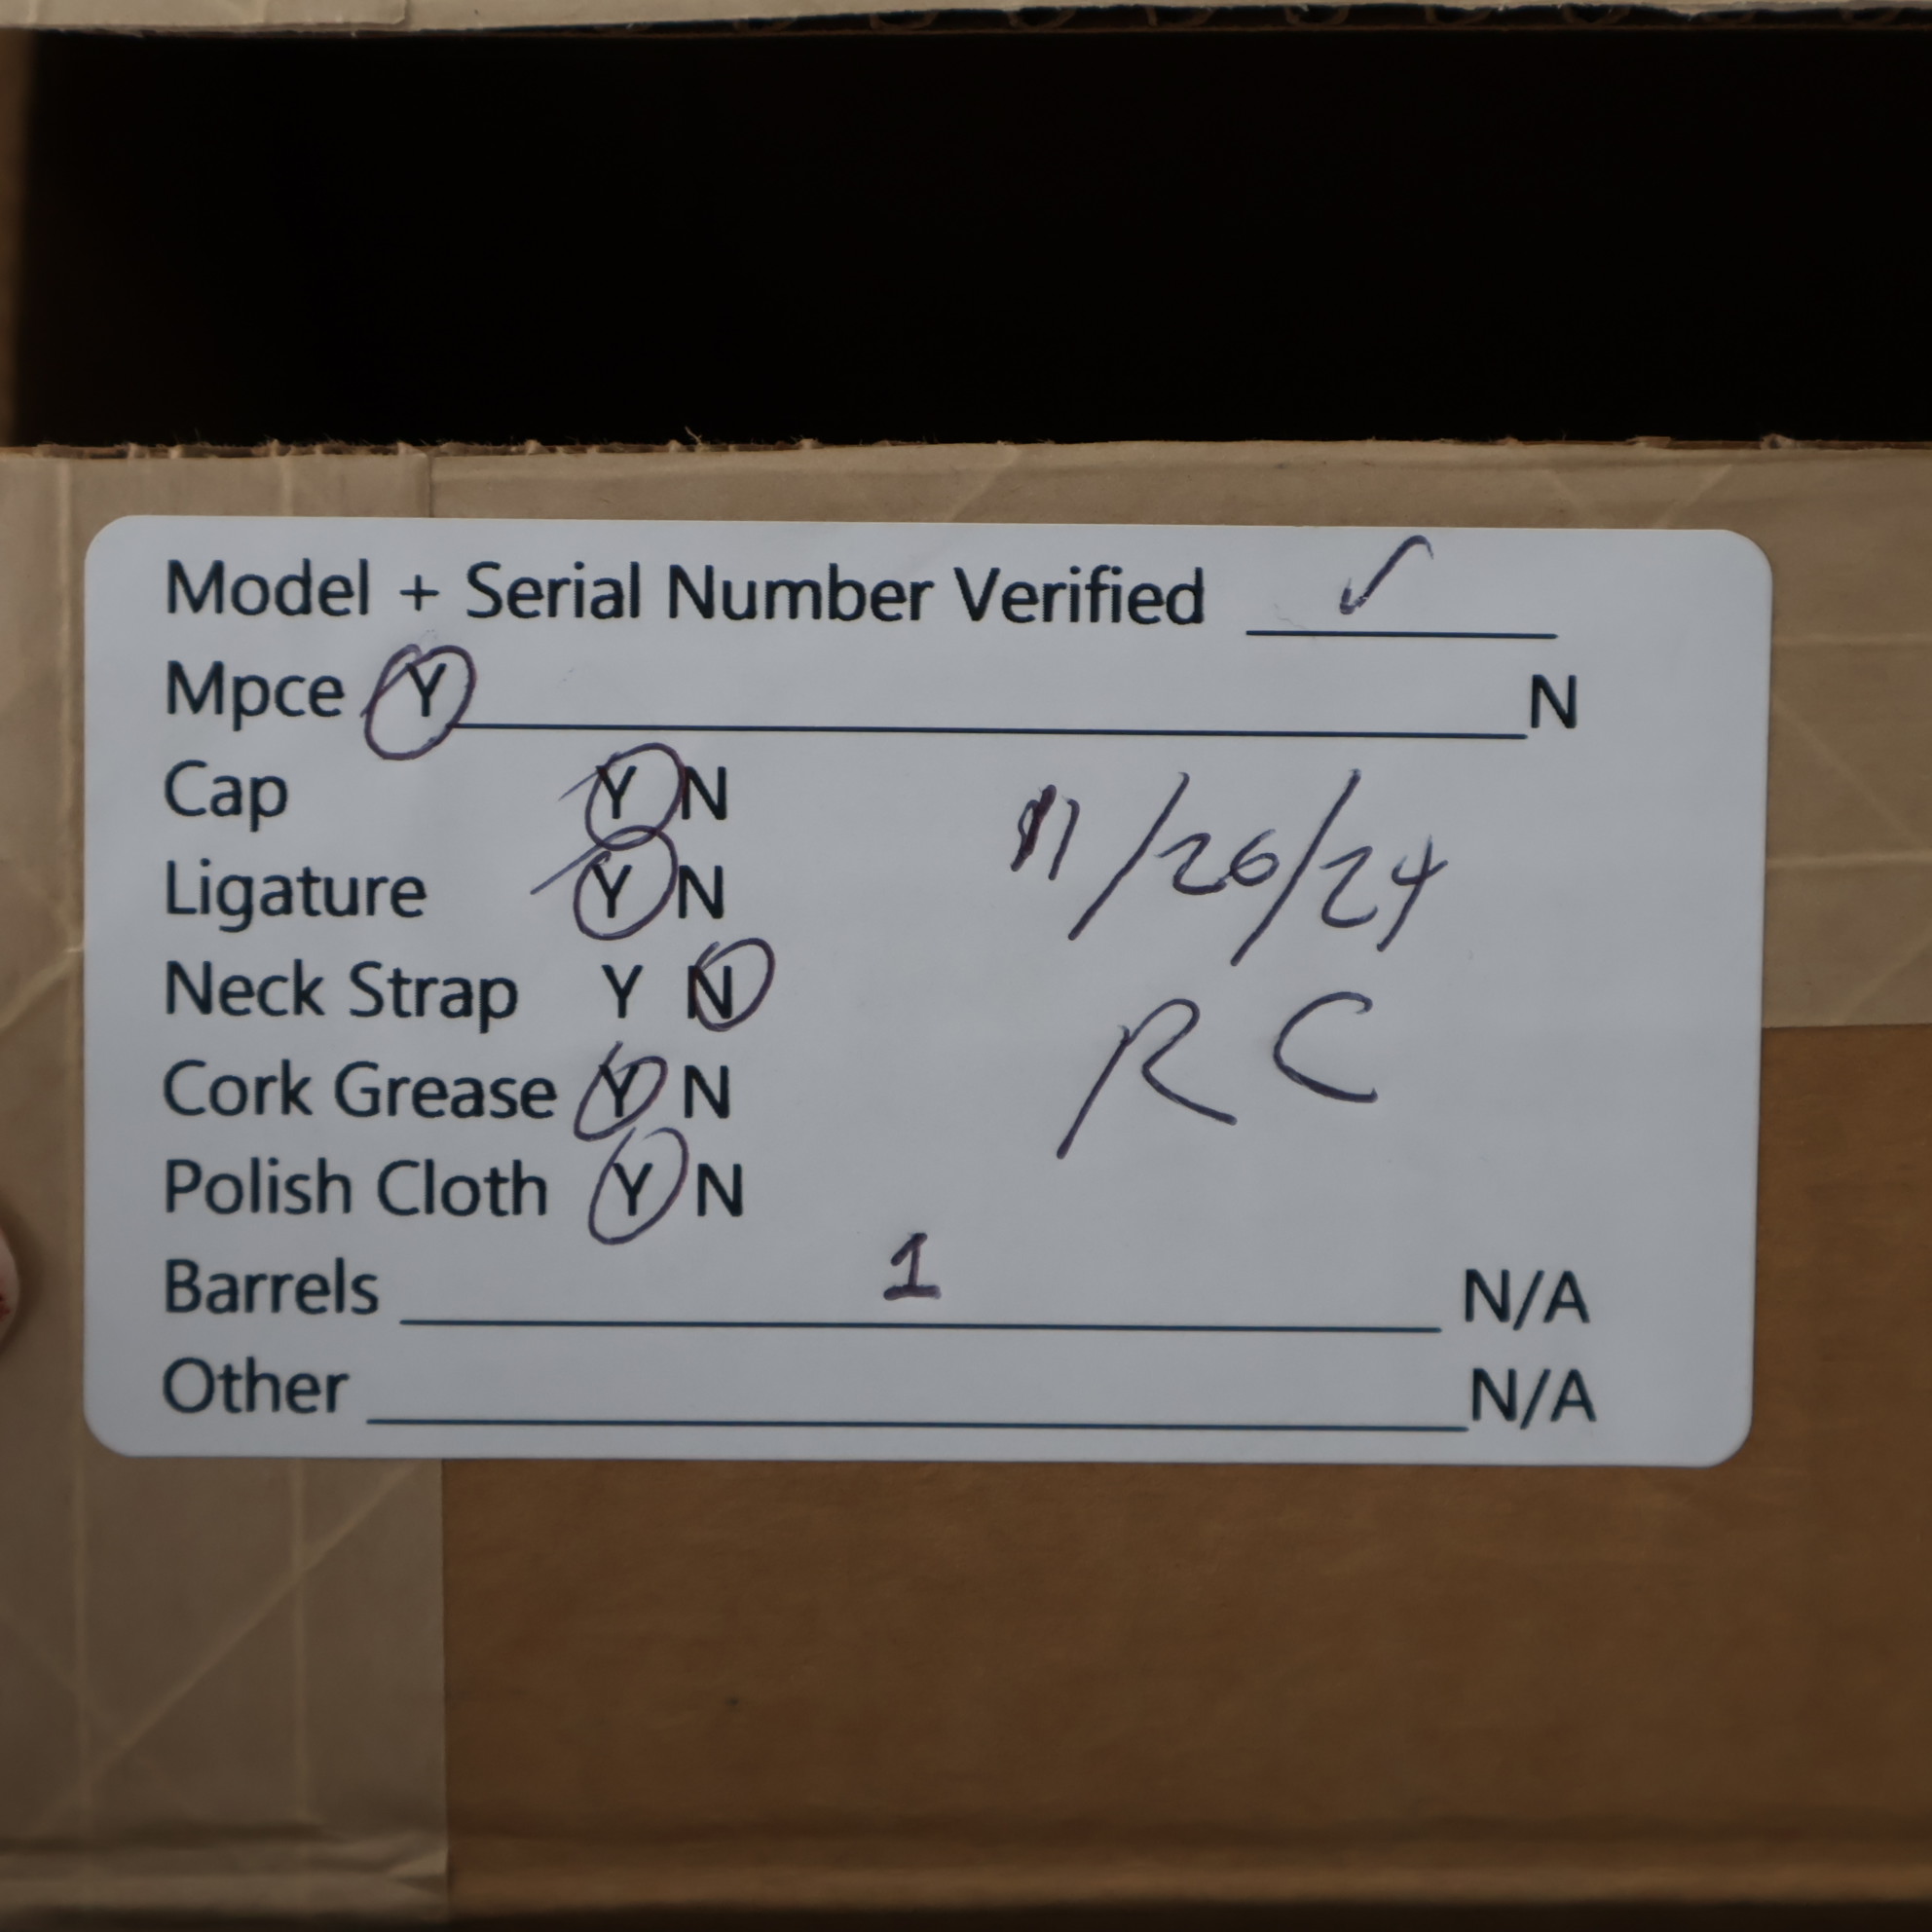 Model + Serial Number Verified ✓
Mpce Y N
Cap Y N
Ligature Y N
Neck Strap Y N
Cork Grease Y N
Polish Cloth Y N
11/26/24
RC
Barrels 1 N/A
Other N/A